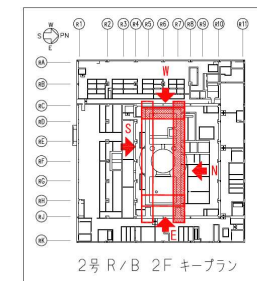 W
S PN
E
R1 R2 R3 R4 R5 R6 R7 R8 R9 R10 R11
RA
RB
RC
RD
RE
RF
RG
RH
RJ
RK
W
S
N
E
2号 R/B 2F キープラン